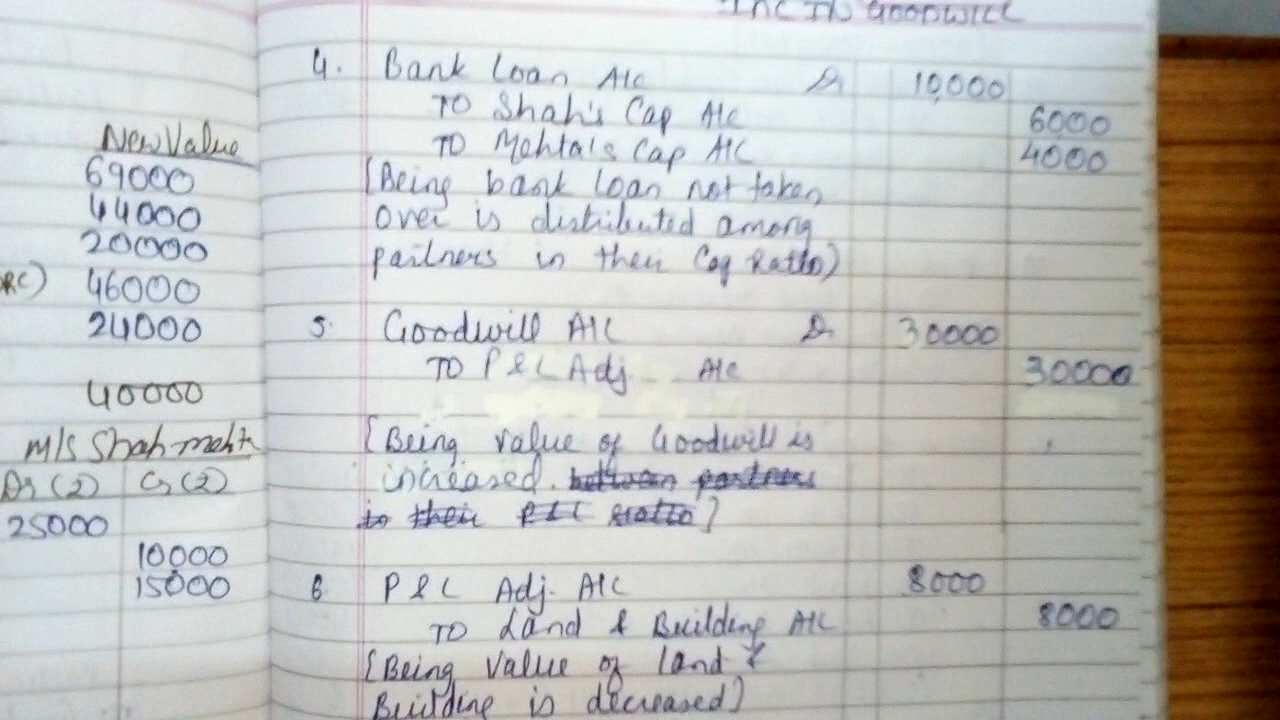 INC IN GOODWILL
New Value
69000
44000
20000
RC) 46000
24000
40000
M/S Shah meht
Dr (2) Cr (2)
25000
10000
15000
4. Bank Loan A/C Dr 10,000
To Shah's Cap A/c 6000
To Mehta's Cap A/C 4000
[Being bank loan not taken
over is distributed among
partners in their Cap Ratio)
5. Goodwill A/C Dr 30000
To P & L Adj A/c 30000
[Being value of Goodwill is
increased. between partners
in their P&L ratio]
6 P & L Adj. A/C 8000
To Land & Building A/C 8000
[Being Value of land &
Building is decreased]